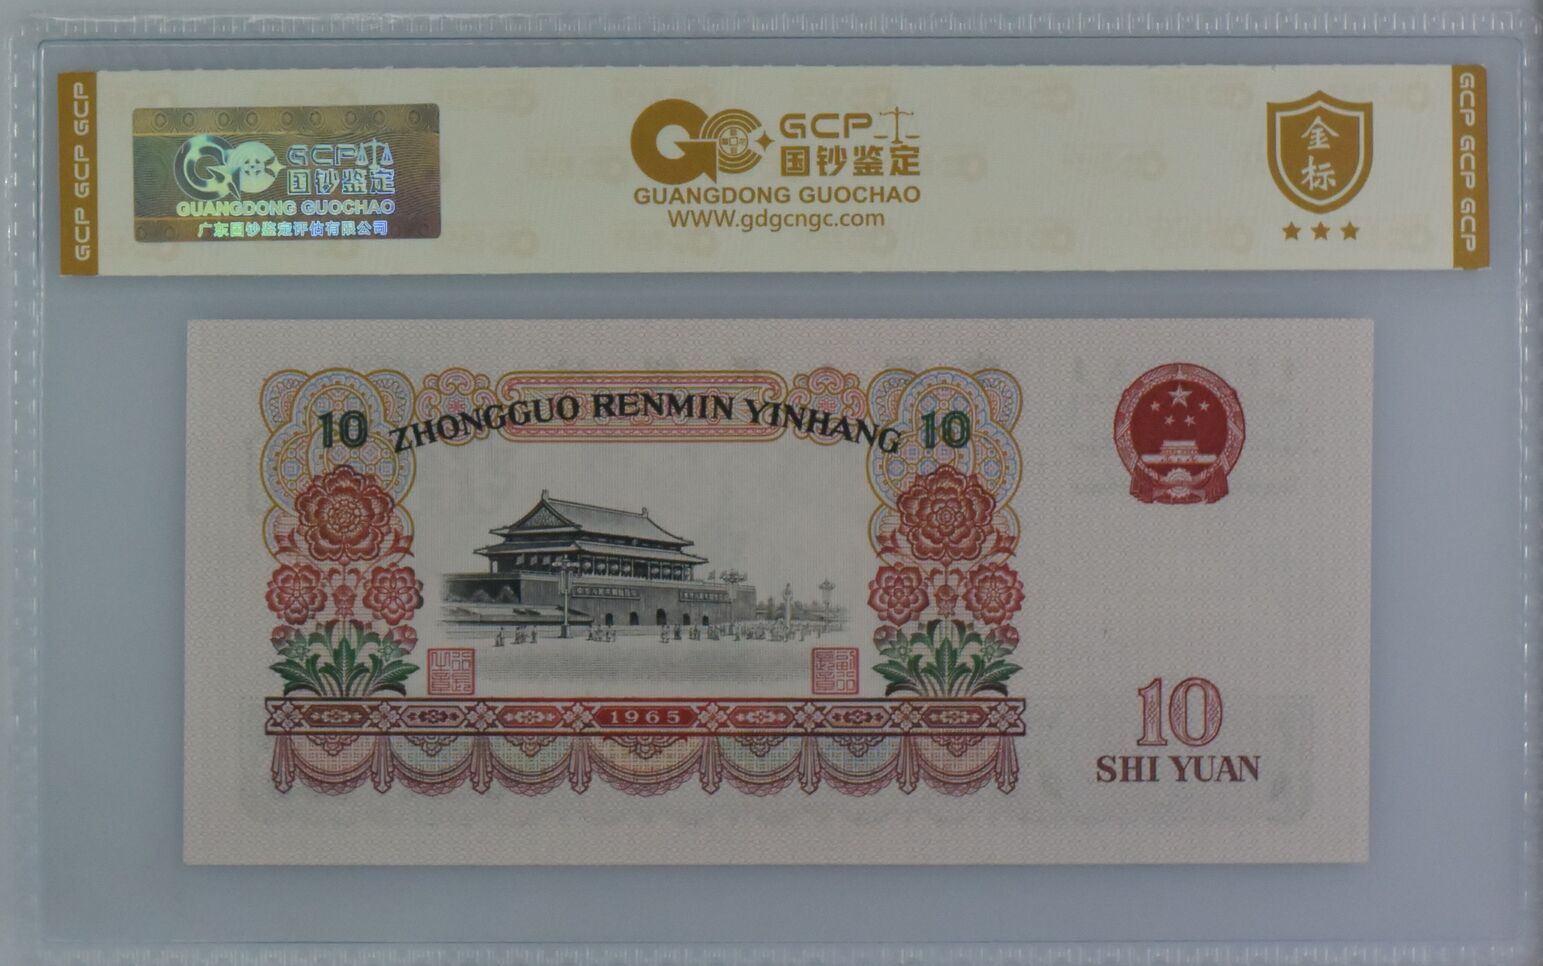 GCP GCP GCP
GCP 国钞鉴定
GUANGDONG GUOCHAO
广东国钞鉴定评估有限公司
GCP
国钞鉴定
GUANGDONG GUOCHAO
WWW.gdgcngc.com
金标
GCP GCP GCP
10 ZHONGGUO RENMIN YINHANG 10
1965
10
SHI YUAN